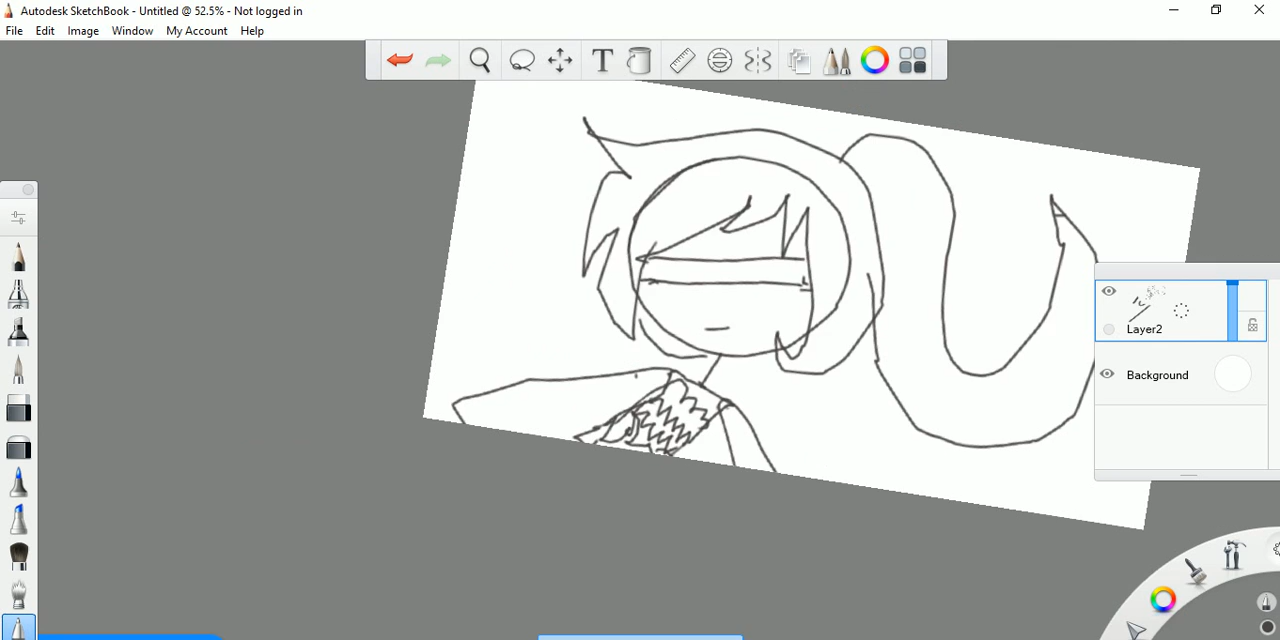 Autodesk SketchBook - Untitled @ 52.5% - Not logged in
File Edit Image Window My Account Help
T
Layer2
Background